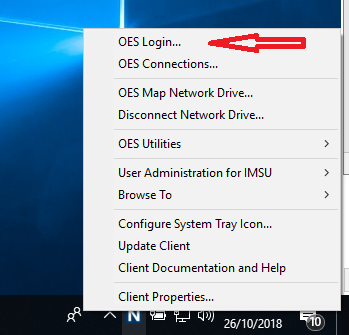 OES Login...
OES Connections...
OES Map Network Drive...
Disconnect Network Drive...
OES Utilities
User Administration for IMSU
Browse To
Configure System Tray Icon...
Update Client
Client Documentation and Help
Client Properties...
N
26/10/2018
10